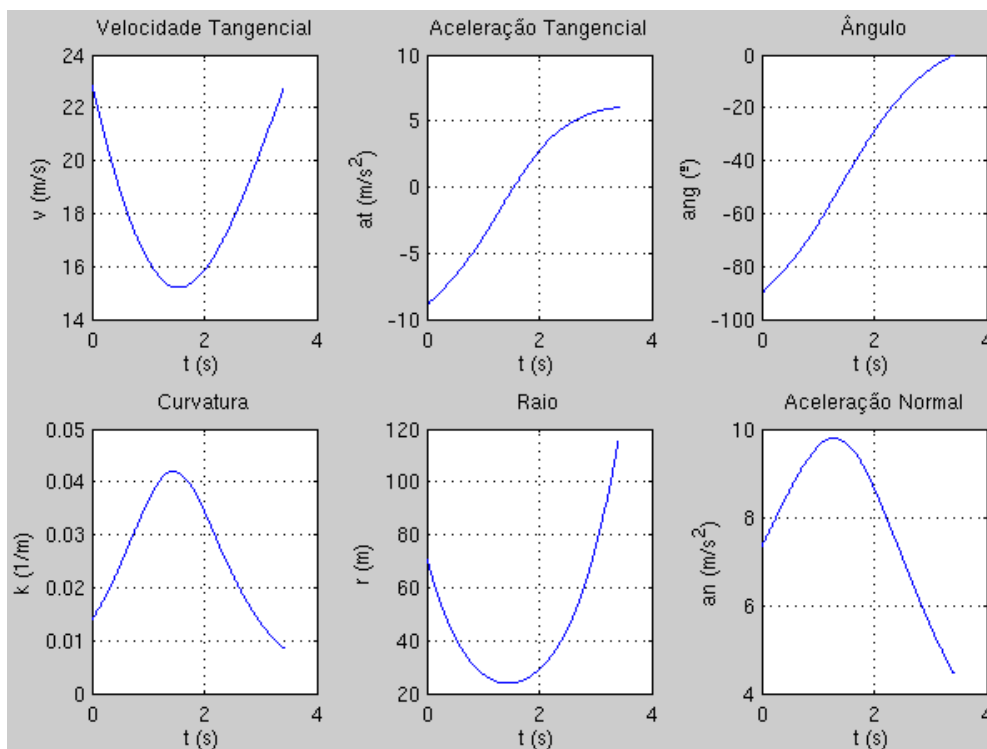 Velocidade Tangencial
24
22
20
18
16
14
v (m/s)
0
2
4
t (s)
Aceleração Tangencial
10
5
0
-5
-10
at (m/s²)
0
2
4
t (s)
Ângulo
0
-20
-40
-60
-80
-100
ang (º)
0
2
4
t (s)
Curvatura
0.05
0.04
0.03
0.02
0.01
0
k (1/m)
0
2
4
t (s)
Raio
120
100
80
60
40
20
r (m)
0
2
4
t (s)
Aceleração Normal
10
8
6
4
an (m/s²)
0
2
4
t (s)